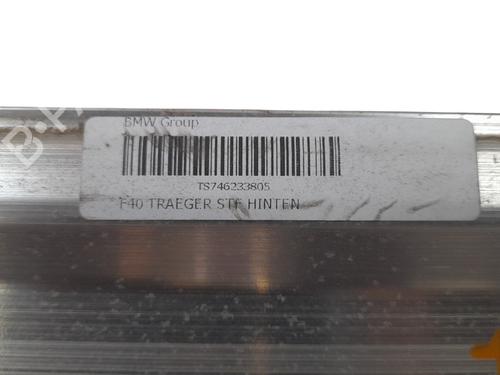 BMW Group
TS746233805
F40 TRAEGER STF HINTEN